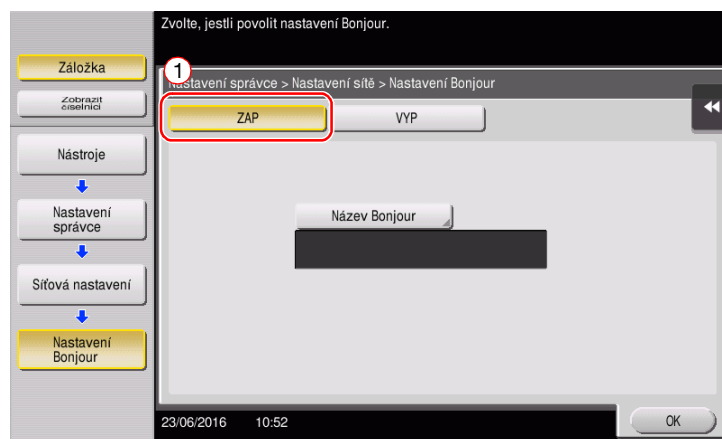 Zvolte, jestli povolit nastavení Bonjour.
Záložka
Zobrazit
číselníci
Nástroje
Nastavení
správce
Síťová nastavení
Nastavení
Bonjour
1
Nastavení správce > Nastavení sítě > Nastavení Bonjour
ZAP
VYP
Název Bonjour
23/06/2016 10:52
OK